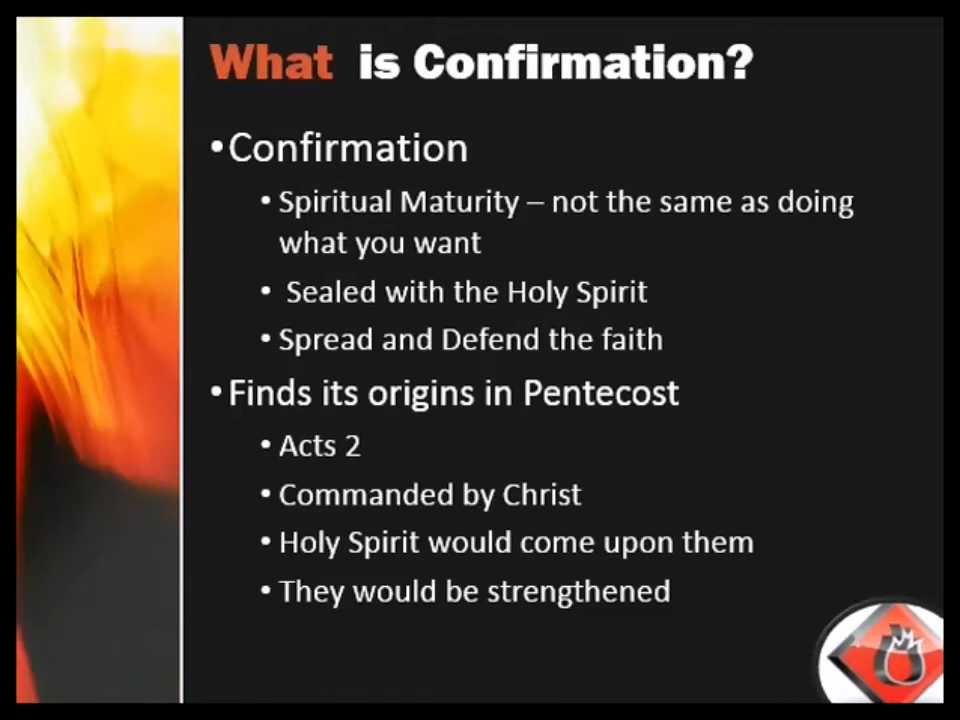 What is Confirmation?
•Confirmation
• Spiritual Maturity – not the same as doing
what you want
• Sealed with the Holy Spirit
• Spread and Defend the faith
•Finds its origins in Pentecost
• Acts 2
• Commanded by Christ
• Holy Spirit would come upon them
• They would be strengthened